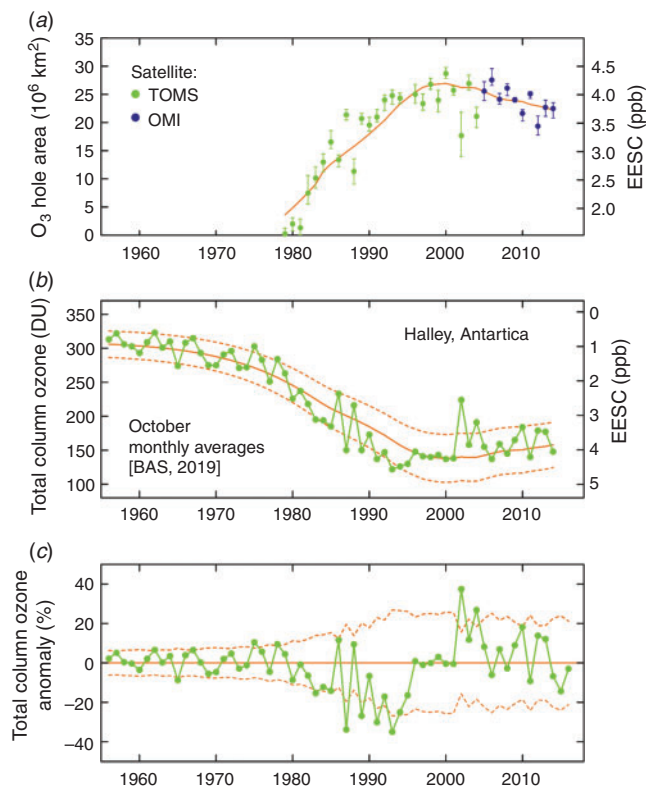 (a)
35
30
25
20
15
10
5
0
O3 hole area (10^6 km^2)
Satellite:
TOMS
OMI
4.5
4.0
3.5
3.0
2.5
2.0
EESC (ppb)
1960 1970 1980 1990 2000 2010
(b)
350
300
250
200
150
100
Total column ozone (DU)
Halley, Antartica
October
monthly averages
[BAS, 2019]
0
1
2
3
4
5
EESC (ppb)
1960 1970 1980 1990 2000 2010
(c)
40
20
0
−20
−40
Total column ozone
anomaly (%)
1960 1970 1980 1990 2000 2010